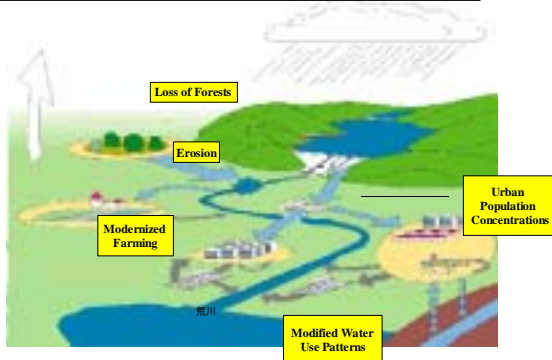 Loss of Forests
Erosion
Urban
Population
Concentrations
Modernized
Farming
荒川
Modified Water
Use Patterns